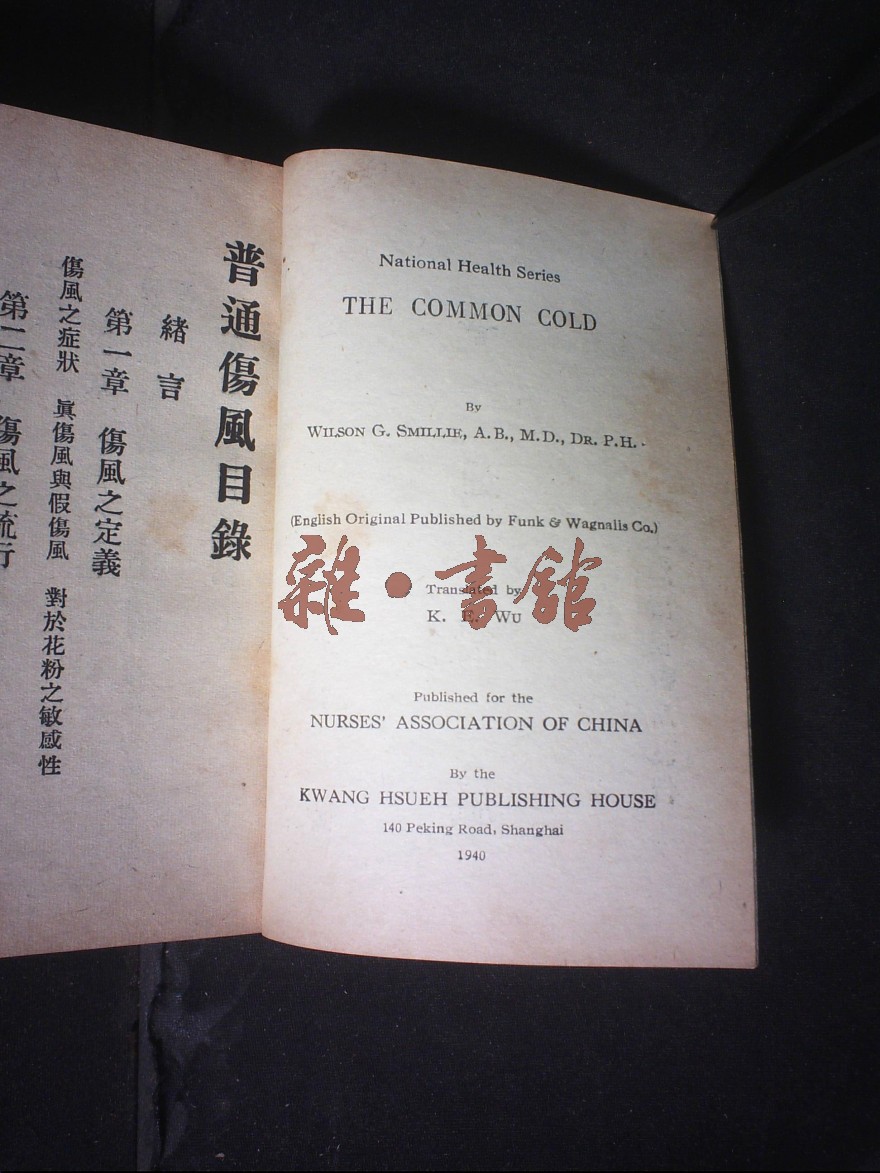 National Health Series
THE COMMON COLD
By
WILSON G. SMILLIE, A.B., M.D., DR. P.H.
(English Original Published by Funk & Wagnalls Co.)
Translated by
K. E. WU
Published for the
NURSES' ASSOCIATION OF CHINA
By the
KWANG HSUEH PUBLISHING HOUSE
140 Peking Road, Shanghai
1940
雜·書館
普通傷風目錄
緒言
第一章 傷風之定義
傷風之症狀 眞傷風與假傷風 對於花粉之敏感性
第二章 傷風之流行